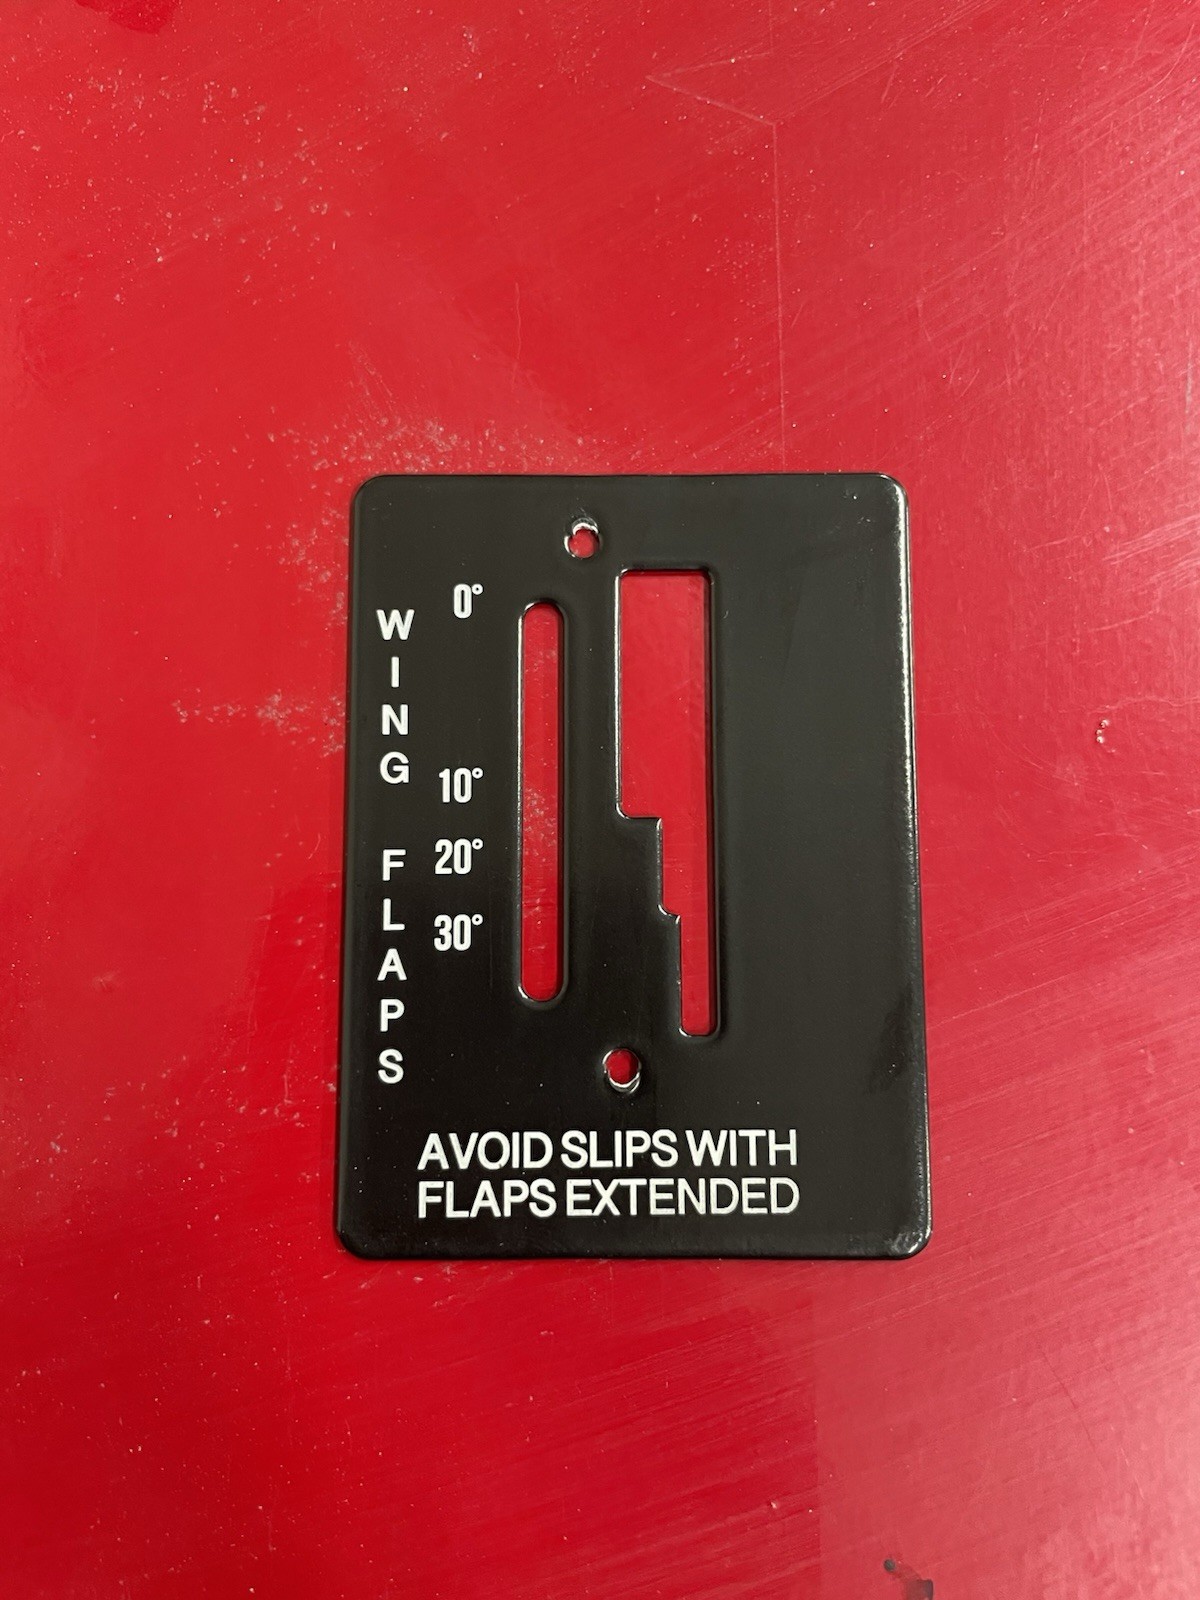 WING FLAPS
0°
10°
20°
30°
AVOID SLIPS WITH
FLAPS EXTENDED